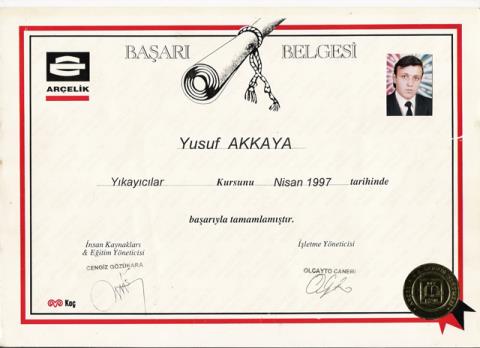 BAŞARI BELGESİ
ARÇELİK
Yusuf AKKAYA
Yıkayıcılar Kursunu Nisan 1997 tarihinde
başarıyla tamamlamıştır.
İnsan Kaynakları
& Eğitim Yöneticisi
CENGİZ GÖZÜKARA
İşletme Yöneticisi
OLCAYTO CANERİ
Koç